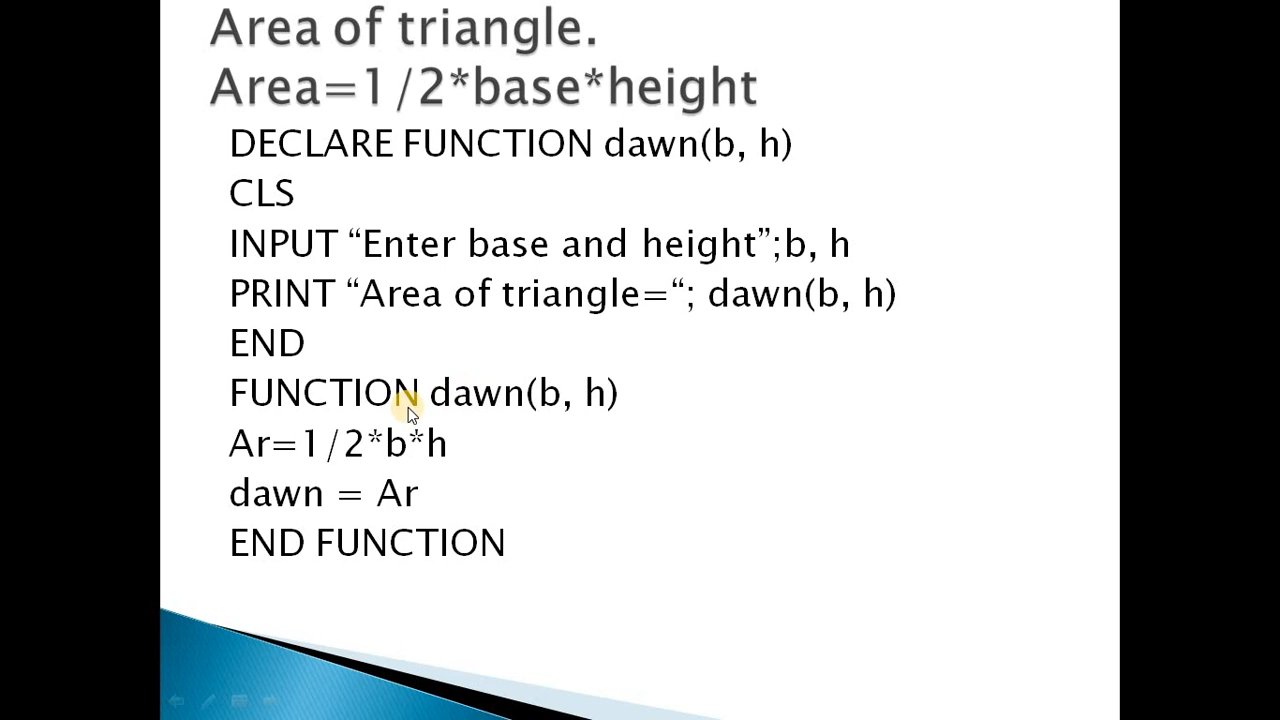 Area of triangle.
Area=1/2*base*height
DECLARE FUNCTION dawn(b, h)
CLS
INPUT “Enter base and height”;b, h
PRINT “Area of triangle=“; dawn(b, h)
END
FUNCTION dawn(b, h)
Ar=1/2*b*h
dawn = Ar
END FUNCTION